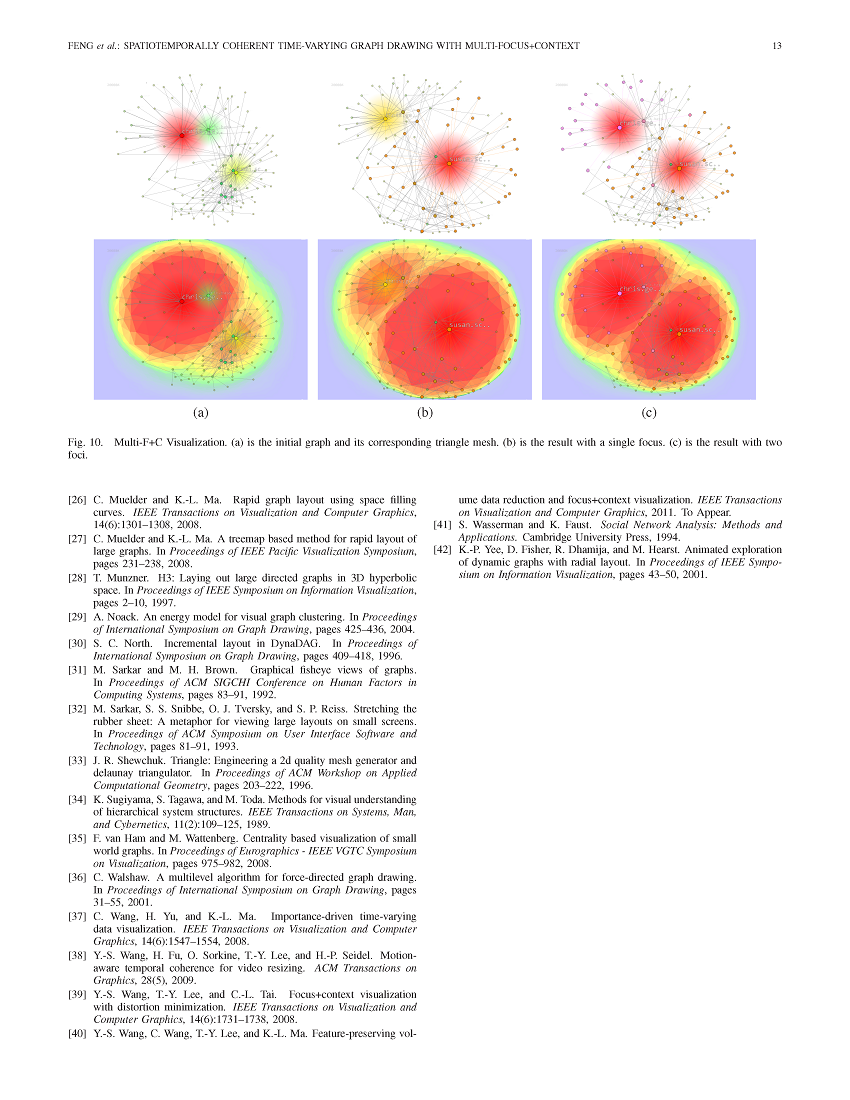 FENG et al.: SPATIOTEMPORALLY COHERENT TIME-VARYING GRAPH DRAWING WITH MULTI-FOCUS+CONTEXT 13
susan.sc..
susan.sc..
(a) (b) (c)
Fig. 10. Multi-F+C Visualization. (a) is the initial graph and its corresponding triangle mesh. (b) is the result with a single focus. (c) is the result with two
foci.
[26] C. Muelder and K.-L. Ma. Rapid graph layout using space filling
curves. IEEE Transactions on Visualization and Computer Graphics,
14(6):1301–1308, 2008.
[27] C. Muelder and K.-L. Ma. A treemap based method for rapid layout of
large graphs. In Proceedings of IEEE Pacific Visualization Symposium,
pages 231–238, 2008.
[28] T. Munzner. H3: Laying out large directed graphs in 3D hyperbolic
space. In Proceedings of IEEE Symposium on Information Visualization,
pages 2–10, 1997.
[29] A. Noack. An energy model for visual graph clustering. In Proceedings
of International Symposium on Graph Drawing, pages 425–436, 2004.
[30] S. C. North. Incremental layout in DynaDAG. In Proceedings of
International Symposium on Graph Drawing, pages 409–418, 1996.
[31] M. Sarkar and M. H. Brown. Graphical fisheye views of graphs.
In Proceedings of ACM SIGCHI Conference on Human Factors in
Computing Systems, pages 83–91, 1992.
[32] M. Sarkar, S. S. Snibbe, O. J. Tversky, and S. P. Reiss. Stretching the
rubber sheet: A metaphor for viewing large layouts on small screens.
In Proceedings of ACM Symposium on User Interface Software and
Technology, pages 81–91, 1993.
[33] J. R. Shewchuk. Triangle: Engineering a 2d quality mesh generator and
delaunay triangulator. In Proceedings of ACM Workshop on Applied
Computational Geometry, pages 203–222, 1996.
[34] K. Sugiyama, S. Tagawa, and M. Toda. Methods for visual understanding
of hierarchical system structures. IEEE Transactions on Systems, Man,
and Cybernetics, 11(2):109–125, 1989.
[35] F. van Ham and M. Wattenberg. Centrality based visualization of small
world graphs. In Proceedings of Eurographics - IEEE VGTC Symposium
on Visualization, pages 975–982, 2008.
[36] C. Walshaw. A multilevel algorithm for force-directed graph drawing.
In Proceedings of International Symposium on Graph Drawing, pages
31–55, 2001.
[37] C. Wang, H. Yu, and K.-L. Ma. Importance-driven time-varying
data visualization. IEEE Transactions on Visualization and Computer
Graphics, 14(6):1547–1554, 2008.
[38] Y.-S. Wang, H. Fu, O. Sorkine, T.-Y. Lee, and H.-P. Seidel. Motion-
aware temporal coherence for video resizing. ACM Transactions on
Graphics, 28(5), 2009.
[39] Y.-S. Wang, T.-Y. Lee, and C.-L. Tai. Focus+context visualization
with distortion minimization. IEEE Transactions on Visualization and
Computer Graphics, 14(6):1731–1738, 2008.
[40] Y.-S. Wang, C. Wang, T.-Y. Lee, and K.-L. Ma. Feature-preserving vol-
ume data reduction and focus+context visualization. IEEE Transactions
on Visualization and Computer Graphics, 2011. To Appear.
[41] S. Wasserman and K. Faust. Social Network Analysis: Methods and
Applications. Cambridge University Press, 1994.
[42] K.-P. Yee, D. Fisher, R. Dhamija, and M. Hearst. Animated exploration
of dynamic graphs with radial layout. In Proceedings of IEEE Sympo-
sium on Information Visualization, pages 43–50, 2001.